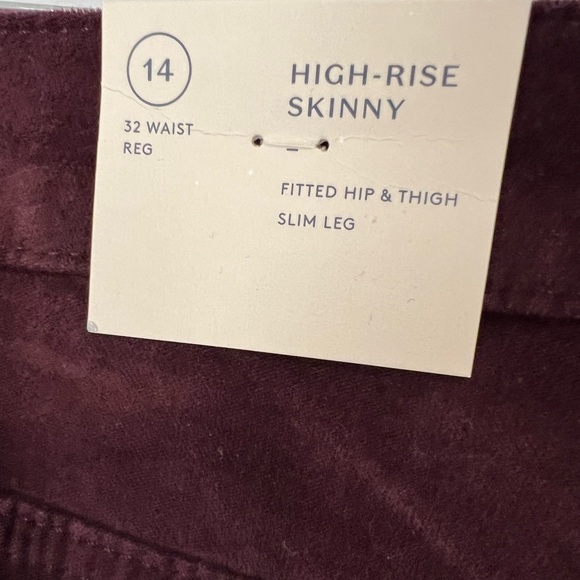 14
32 WAIST
REG
HIGH-RISE
SKINNY
FITTED HIP & THIGH
SLIM LEG